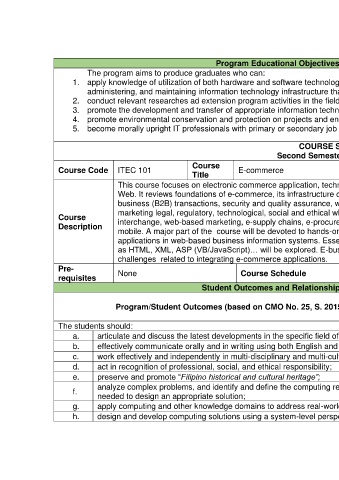 Program Educational Objectives
The program aims to produce graduates who can:
1. apply knowledge of utilization of both hardware and software technolog
administering, and maintaining information technology infrastructure tha
2. conduct relevant researches ad extension program activities in the field
3. promote the development and transfer of appropriate information techn
4. promote environmental conservation and protection on projects and en
5. become morally upright IT professionals with primary or secondary job
COURSE S
Second Semeste
Course Code ITEC 101 Course Title E-commerce
Course Description
This course focuses on electronic commerce application, techn
Web. It reviews foundations of e-commerce, its infrastructure c
business (B2B) transactions, security and quality assurance, w
marketing legal, regulatory, technological, social and ethical wh
interchange, web-based marketing, e-supply chains, e-procure
mobile. A major part of the course will be devoted to hands-on
applications in web-based business information systems. Esse
as HTML, XML, ASP (VB/JavaScript)… will be explored. E-bus
challenges related to integrating e-commerce applications.
Pre-requisites None Course Schedule
Student Outcomes and Relationship
Program/Student Outcomes (based on CMO No. 25, S. 2015
The students should:
a. articulate and discuss the latest developments in the specific field of
b. effectively communicate orally and in writing using both English and
c. work effectively and independently in multi-disciplinary and multi-cul
d. act in recognition of professional, social, and ethical responsibility;
e. preserve and promote "Filipino historical and cultural heritage";
f. analyze complex problems, and identify and define the computing re
needed to design an appropriate solution;
g. apply computing and other knowledge domains to address real-work
h. design and develop computing solutions using a system-level persp